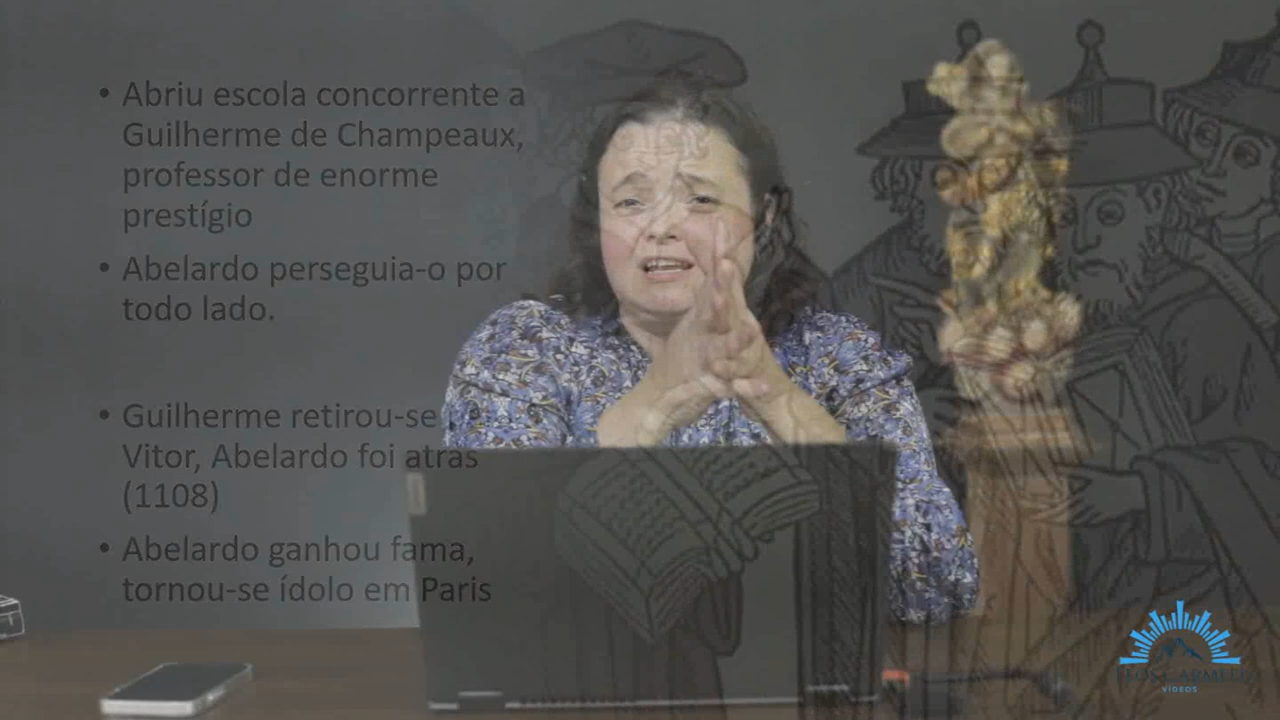 • Abriu escola concorrente a
Guilherme de Champeaux,
professor de enorme
prestígio
• Abelardo perseguia-o por
todo lado.
• Guilherme retirou-se
Vitor, Abelardo foi atras
(1108)
• Abelardo ganhou fama,
tornou-se ídolo em Paris
VÍDEOS